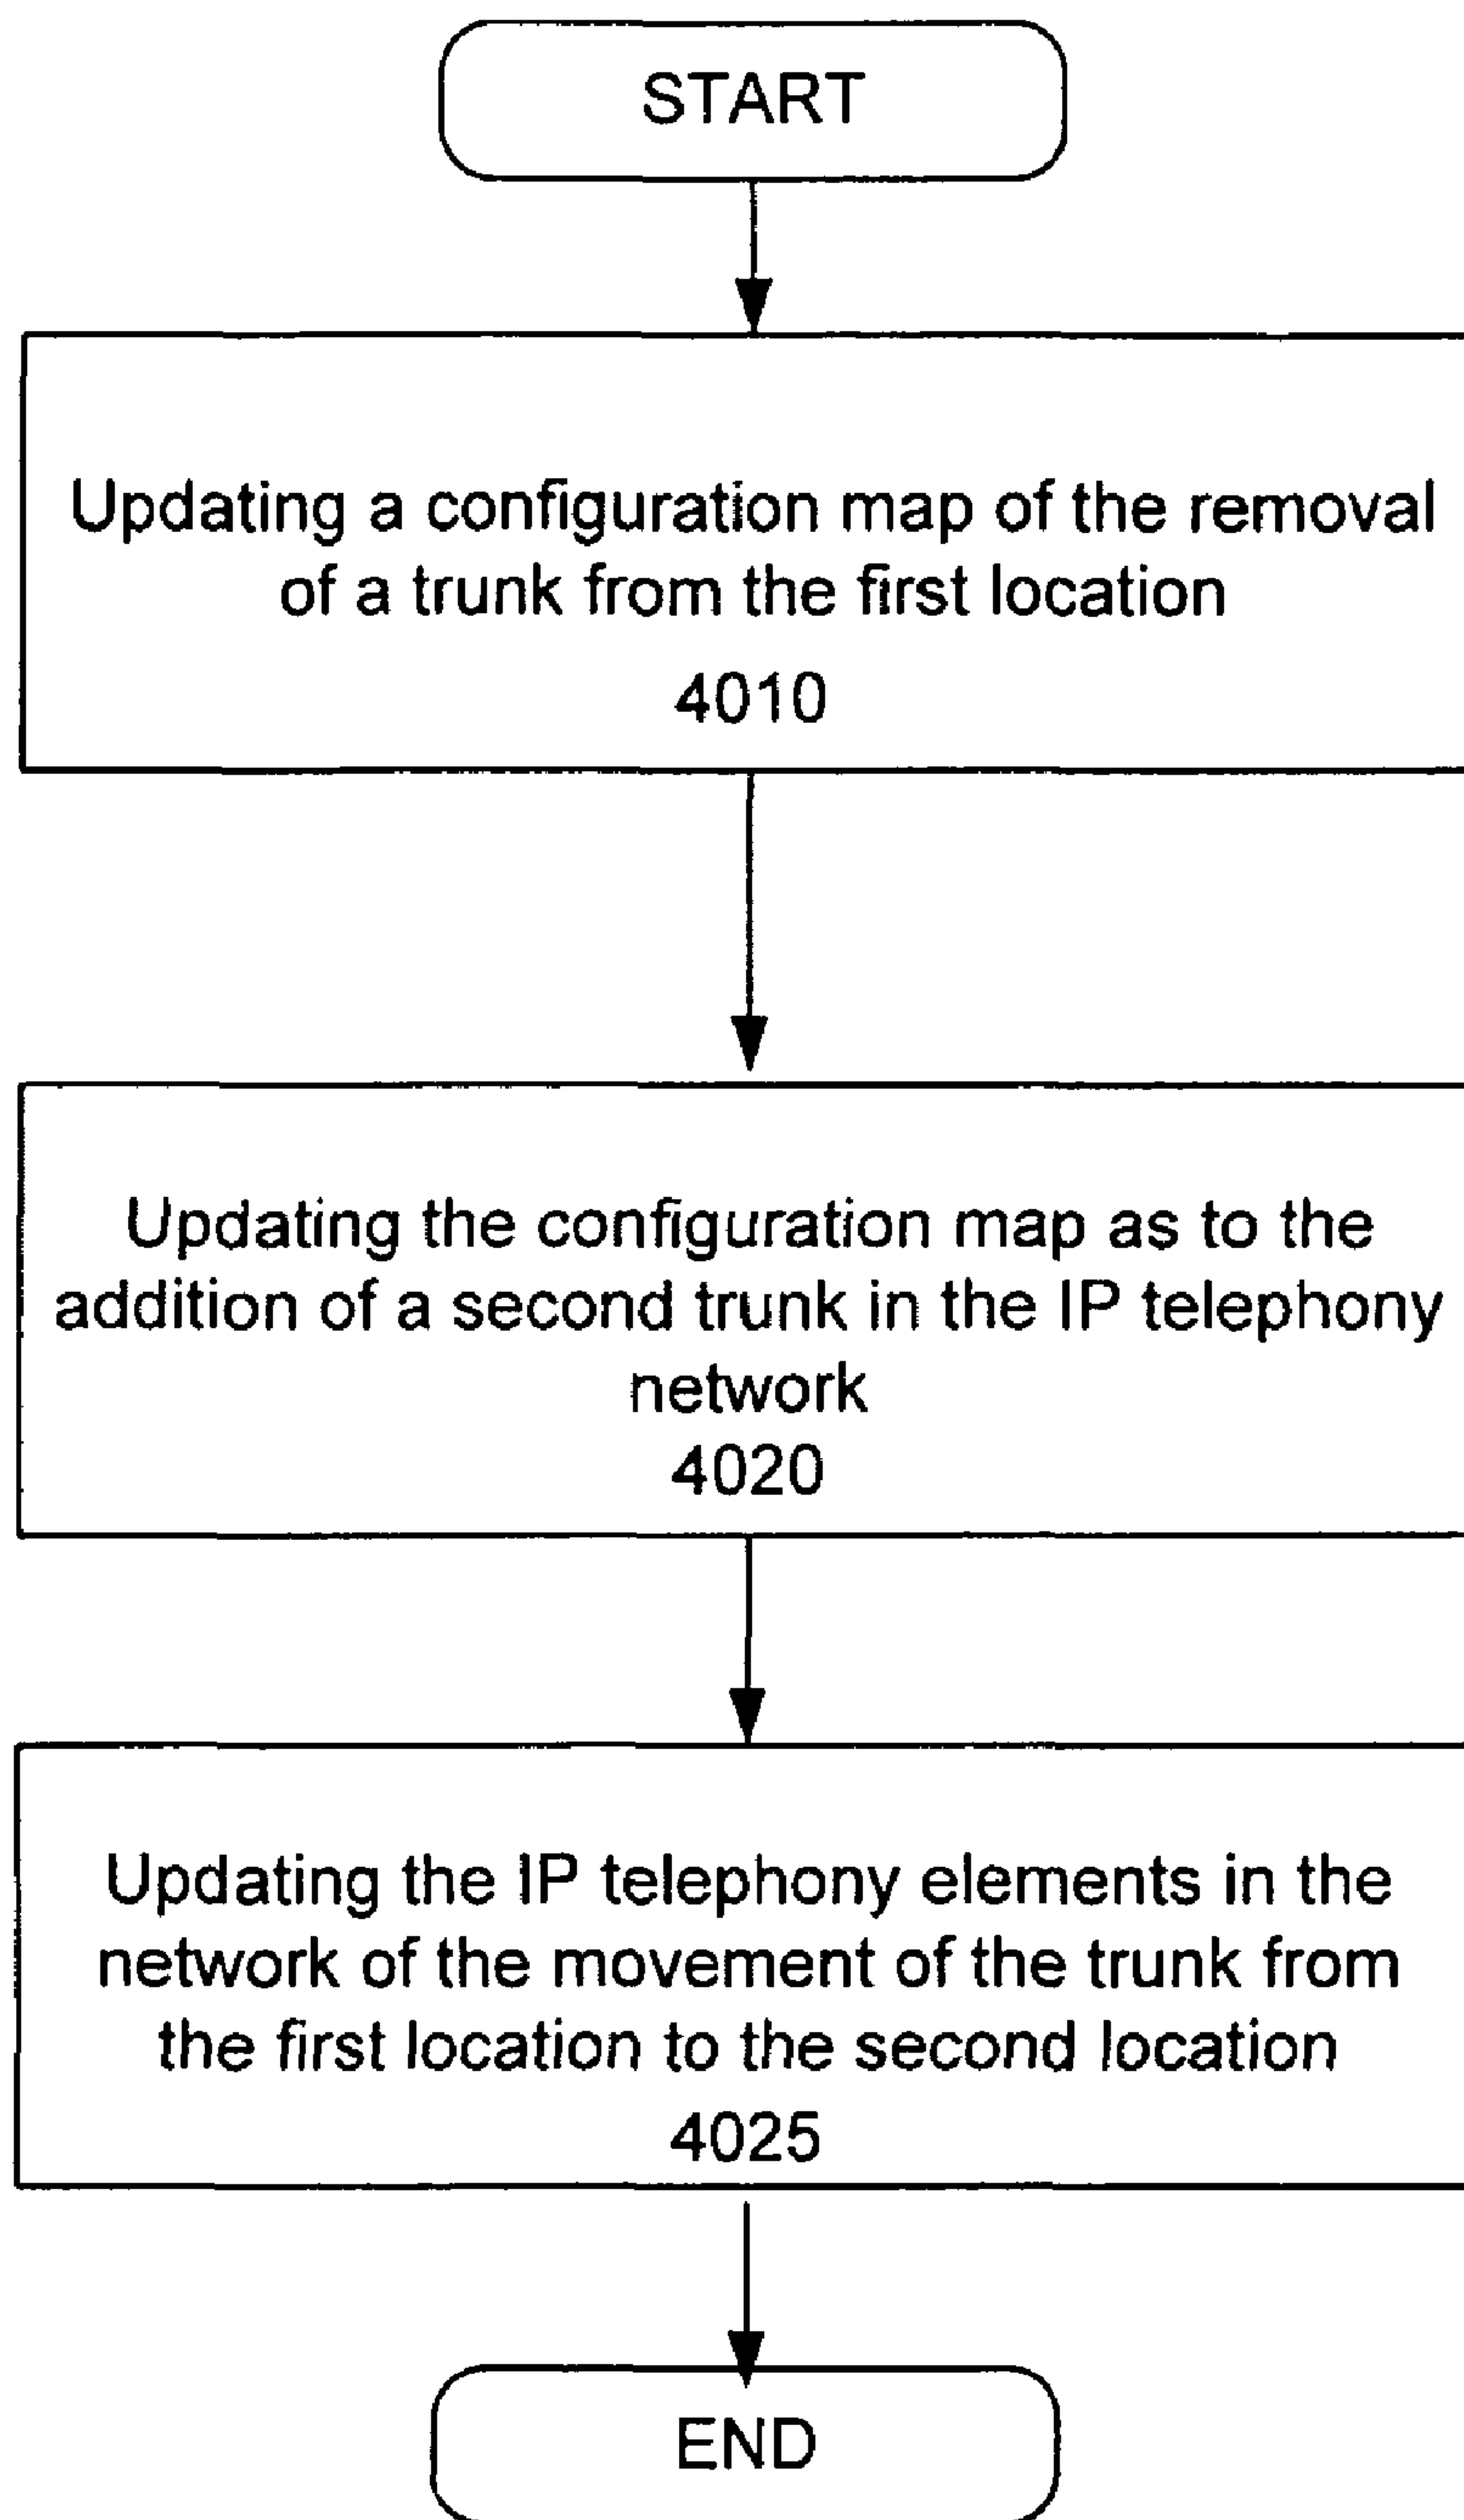 START
Updating a configuration map of the removal
of a trunk from the first location
4010
Updating the configuration map as to the
addition of a second trunk in the IP telephony
network
4020
Updating the IP telephony elements in the
network of the movement of the trunk from
the first location to the second location
4025
END